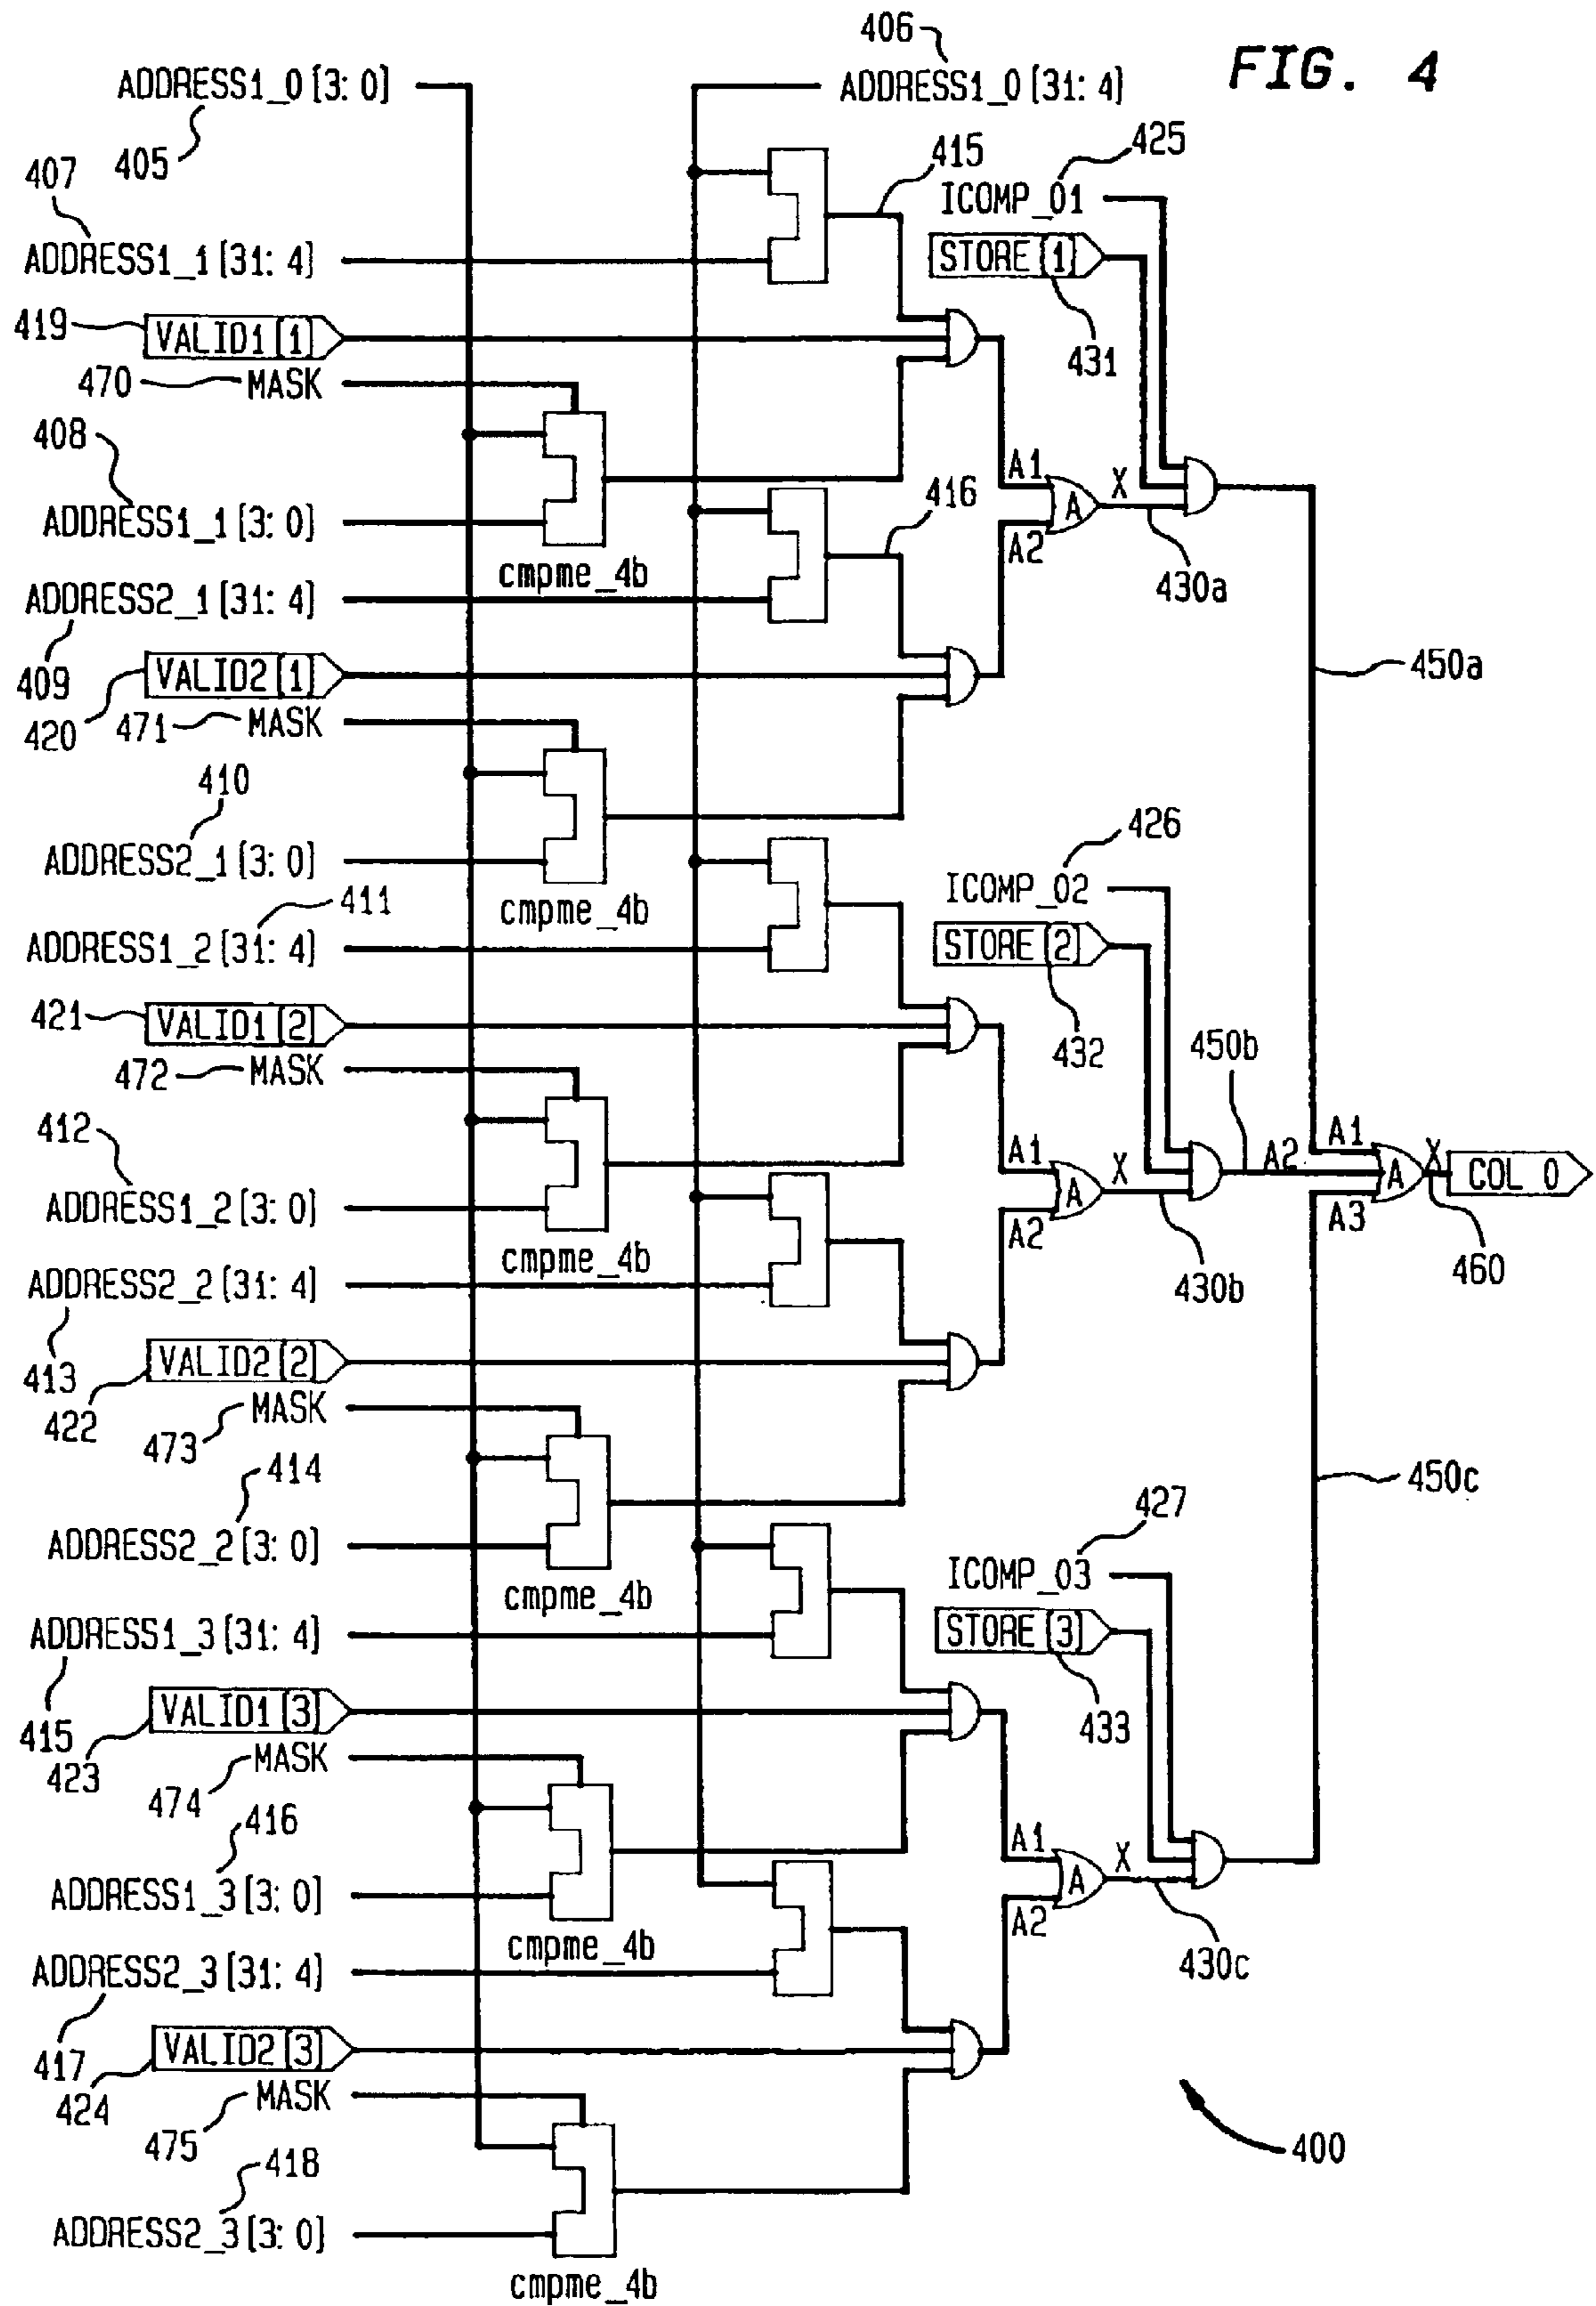 FIG. 4
406
ADDRESS1_0 [3: 0]
ADDRESS1_0 [31: 4]
405
407
415
425
ICOMP_01
ADDRESS1_1 [31: 4]
STORE [1]
431
419
VALID1 [1]
470
MASK
408
A1
X
416
A
ADDRESS1_1 [3: 0]
A2
cmpme_4b
430a
ADDRESS2_1 [31: 4]
409
VALID2 [1]
450a
420
471
MASK
410
426
ADDRESS2_1 [3: 0]
ICOMP_02
411
cmpme_4b
ADDRESS1_2 [31: 4]
STORE [2]
432
421
VALID1 [2]
450b
472
MASK
412
A1
X
A1
A2
A
X
COL 0
A
ADDRESS1_2 [3: 0]
A2
A3
cmpme_4b
460
ADDRESS2_2 [31: 4]
430b
413
VALID2 [2]
422
MASK
473
414
450c
427
ADDRESS2_2 [3: 0]
ICOMP_03
cmpme_4b
ADDRESS1_3 [31: 4]
STORE [3]
433
415
VALID1 [3]
423
MASK
474
416
A1
X
A
ADDRESS1_3 [3: 0]
A2
cmpme_4b
430c
ADDRESS2_3 [31: 4]
417
VALID2 [3]
424
MASK
475
418
400
ADDRESS2_3 [3: 0]
cmpme_4b